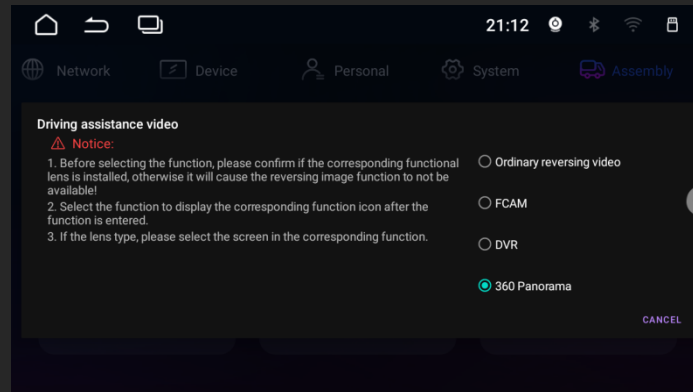 21:12
Network
Device
Personal
System
Assembly
Driving assistance video
Notice:
1. Before selecting the function, please confirm if the corresponding functional
lens is installed, otherwise it will cause the reversing image function to not be
available!
2. Select the function to display the corresponding function icon after the
function is entered.
3. If the lens type, please select the screen in the corresponding function.
Ordinary reversing video
FCAM
DVR
360 Panorama
CANCEL